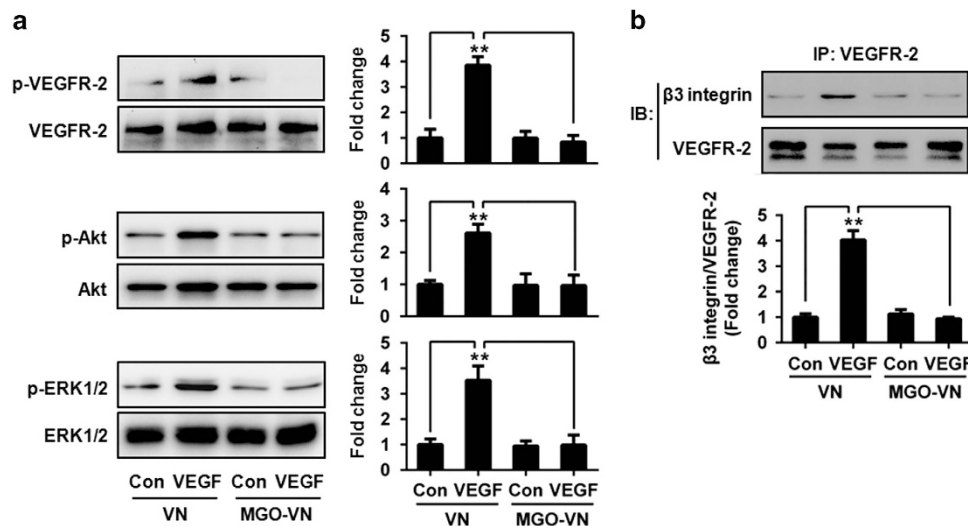 a
p-VEGFR-2
VEGFR-2
Fold change
5
4
3
2
1
0
**
p-Akt
Akt
Fold change
4
3
2
1
0
**
p-ERK1/2
ERK1/2
Fold change
5
4
3
2
1
0
**
Con VEGF Con VEGF
VN MGO-VN
Con VEGF Con VEGF
VN MGO-VN
b
IP: VEGFR-2
IB:
β3 integrin
VEGFR-2
β3 integrin/VEGFR-2
(Fold change)
5
4
3
2
1
0
**
Con VEGF Con VEGF
VN MGO-VN